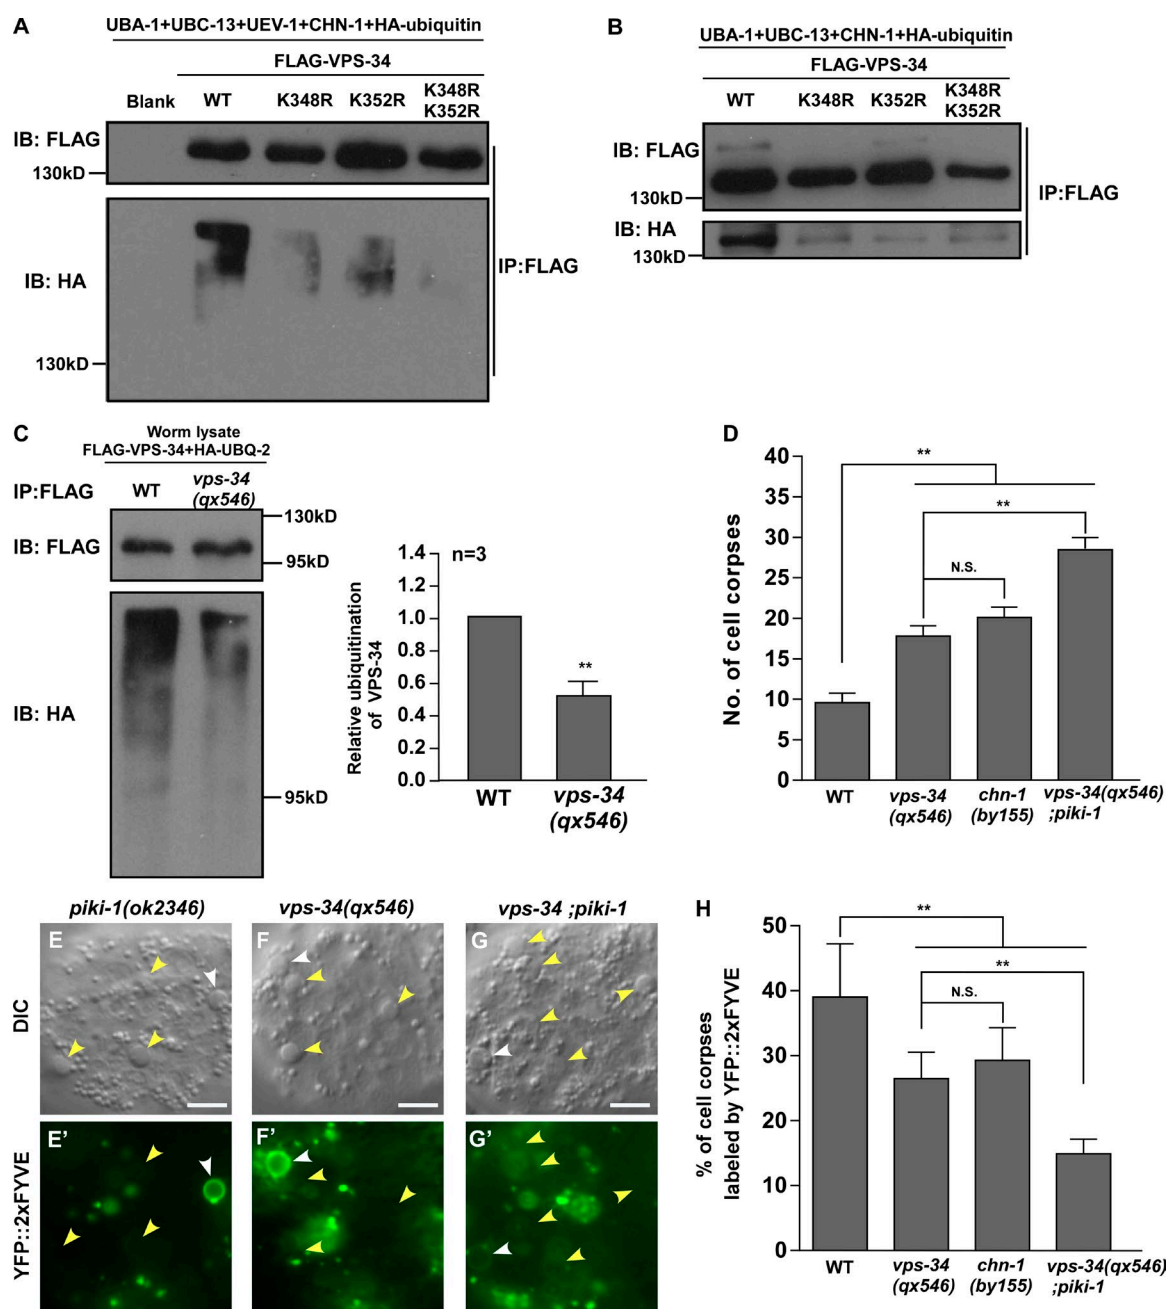 A
UBA-1+UBC-13+UEV-1+CHN-1+HA-ubiquitin
FLAG-VPS-34
Blank WT K348R K352R K348R
K352R
IB: FLAG
130kD
IB: HA
130kD
IP:FLAG
B
UBA-1+UBC-13+CHN-1+HA-ubiquitin
FLAG-VPS-34
WT K348R K352R K348R
K352R
IB: FLAG
130kD
IB: HA
130kD
IP:FLAG
C
Worm lysate
FLAG-VPS-34+HA-UBQ-2
IP:FLAG WT vps-34
(qx546)
130kD
IB: FLAG
95kD
IB: HA
95kD
Relative ubiquitination
of VPS-34
n=3
1.4
1.2
1.0
0.8
0.6
0.4
0.2
0.0
**
WT vps-34
(qx546)
D
No. of cell corpses
40
35
30
25
20
15
10
5
0
**
**
N.S.
WT vps-34 chn-1 vps-34(qx546)
(qx546) (by155) ;piki-1
piki-1(ok2346) vps-34(qx546) vps-34 ;piki-1
DIC
E F G
YFP::2xFYVE
E' F' G'
H
% of cell corpses
labeled by YFP::2xFYVE
50
40
30
20
10
0
**
**
N.S.
WT vps-34 chn-1 vps-34(qx546)
(qx546) (by155) ;piki-1